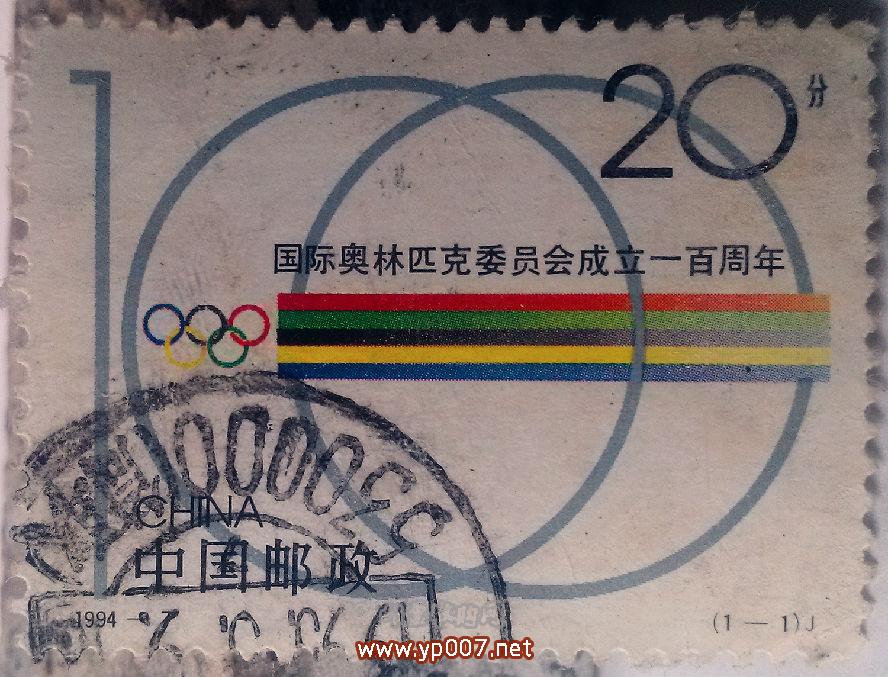 100
20分
国际奥林匹克委员会成立一百周年
CHINA
中国邮政
1994 - 7
(1-1)J
www.yp007.net